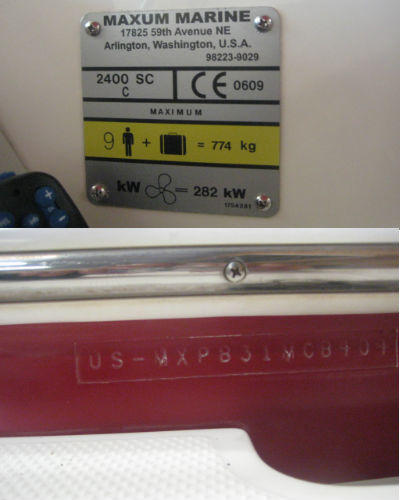 MAXUM MARINE
17825 59th Avenue NE
Arlington, Washington, U.S.A.
98223-9029
2400 SC
C
CE 0609
MAXIMUM
9 + = 774 kg
kW = 282 kW
US-MXPB31MCB404